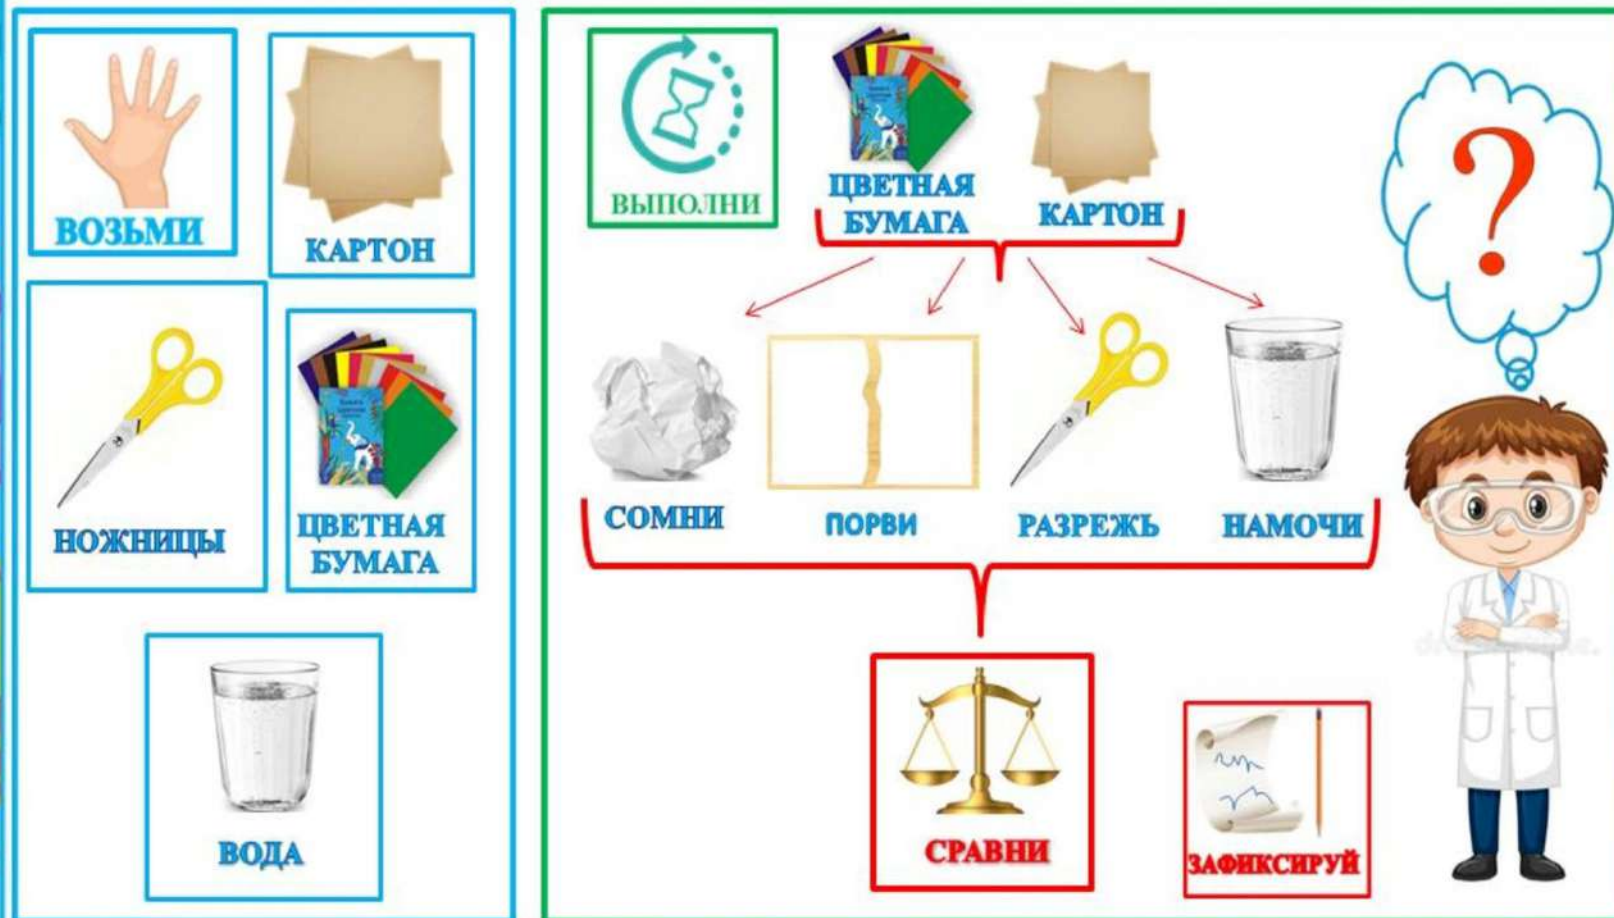 ВОЗЬМИ
КАРТОН
НОЖНИЦЫ
ЦВЕТНАЯ
БУМАГА
ВОДА
ВЫПОЛНИ
ЦВЕТНАЯ
БУМАГА
КАРТОН
СОМНИ
ПОРВИ
РАЗРЕЖЬ
НАМОЧИ
СРАВНИ
ЗАФИКСИРУЙ
?